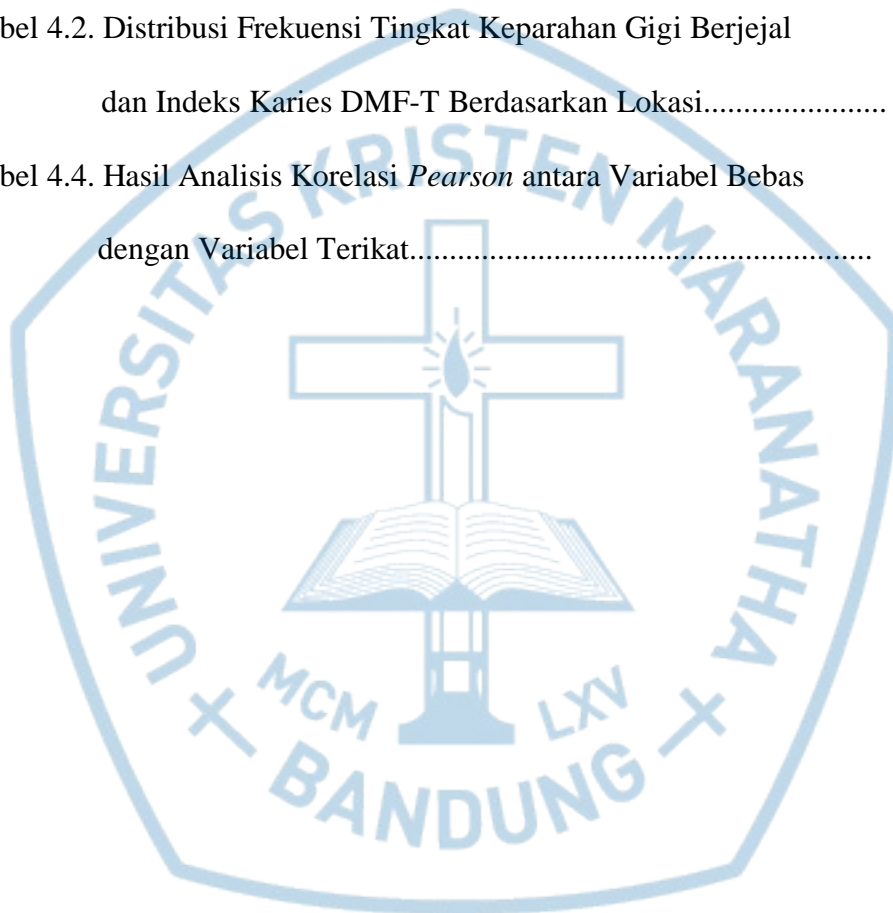 bel 4.2. Distribusi Frekuensi Tingkat Keparahan Gigi Berjejal
dan Indeks Karies DMF-T Berdasarkan Lokasi.......................
bel 4.4. Hasil Analisis Korelasi Pearson antara Variabel Bebas
dengan Variabel Terikat.........................................................
UNIVERSITAS KRISTEN MARANATHA
MCM LXV
BANDUNG